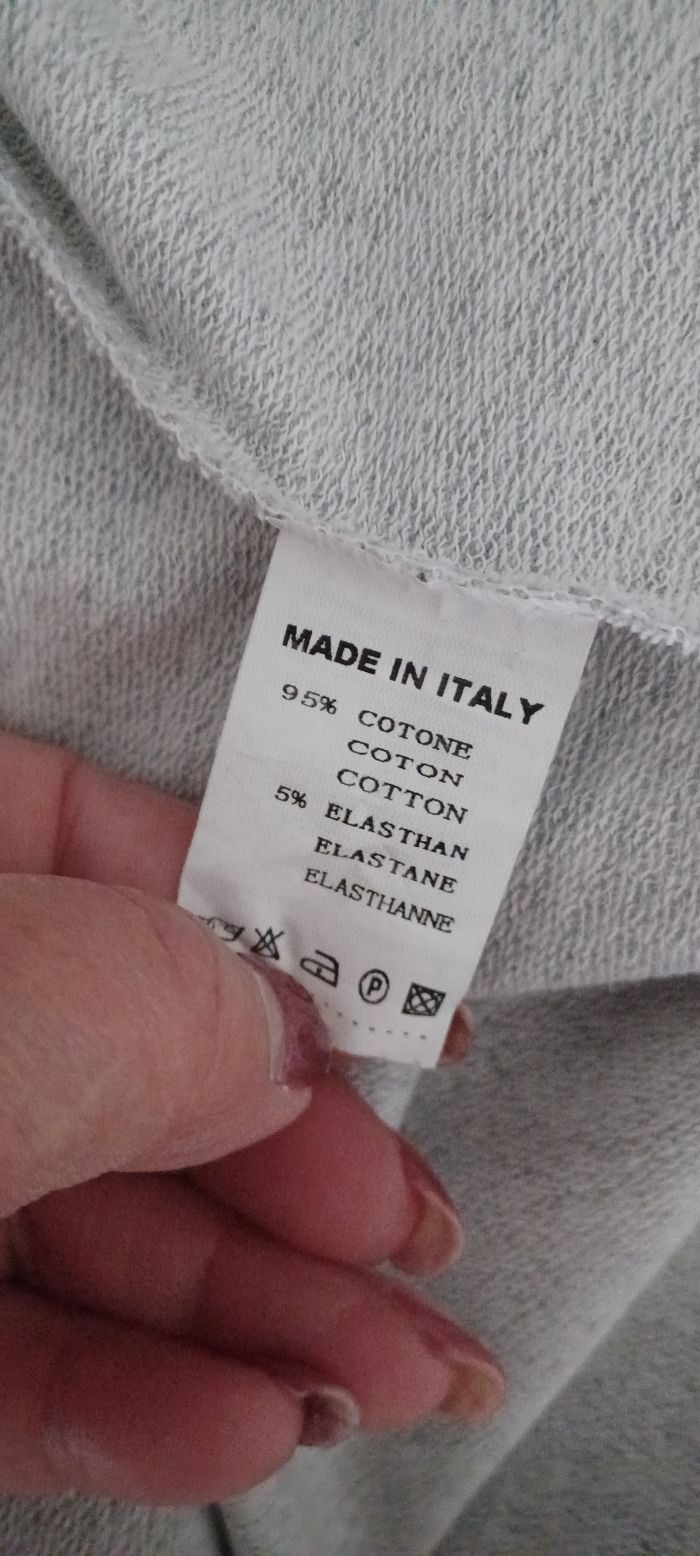 MADE IN ITALY
95% COTONE
COTON
COTTON
5% ELASTHAN
ELASTANE
ELASTHANNE
P